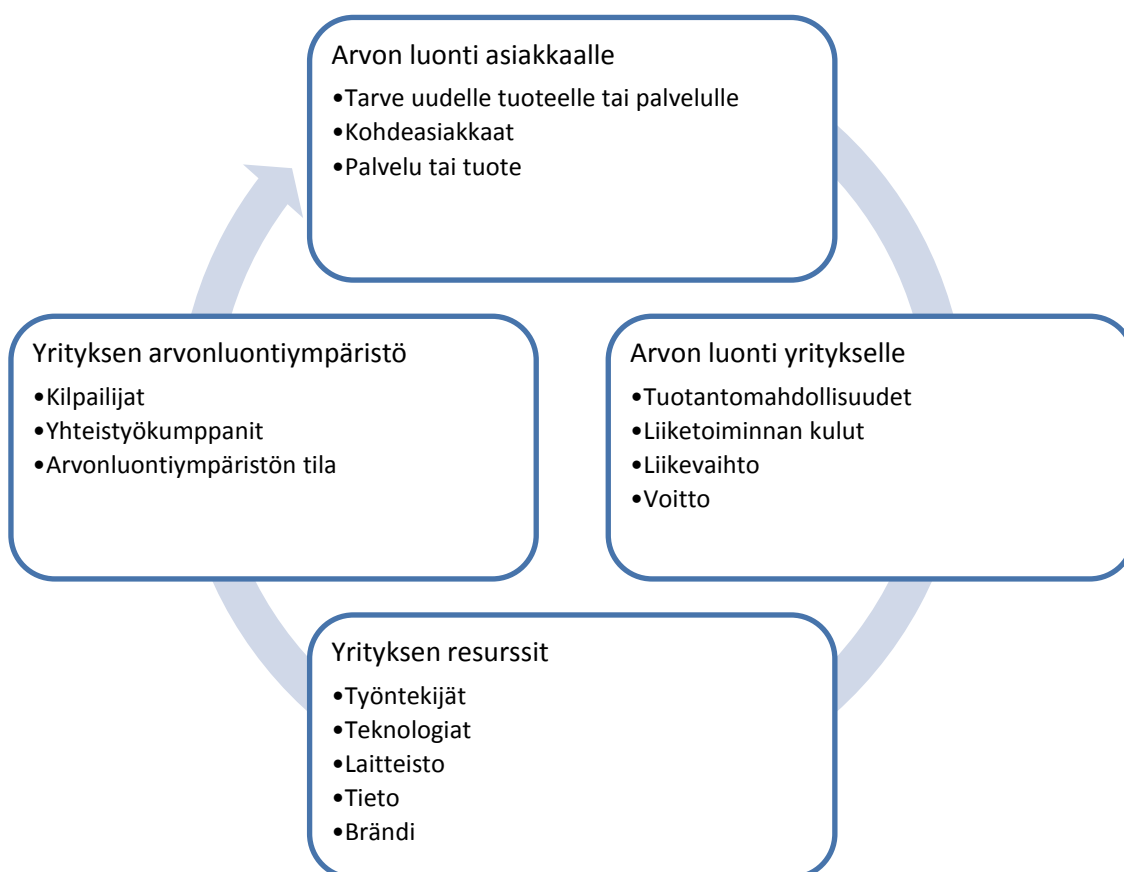 Arvon luonti asiakkaalle
•Tarve uudelle tuoteelle tai palvelulle
•Kohdeasiakkaat
•Palvelu tai tuote
Arvon luonti yritykselle
•Tuotantomahdollisuudet
•Liiketoiminnan kulut
•Liikevaihto
•Voitto
Yrityksen resurssit
•Työntekijät
•Teknologiat
•Laitteisto
•Tieto
•Brändi
Yrityksen arvonluontiympäristö
•Kilpailijat
•Yhteistyökumppanit
•Arvonluontiympäristön tila